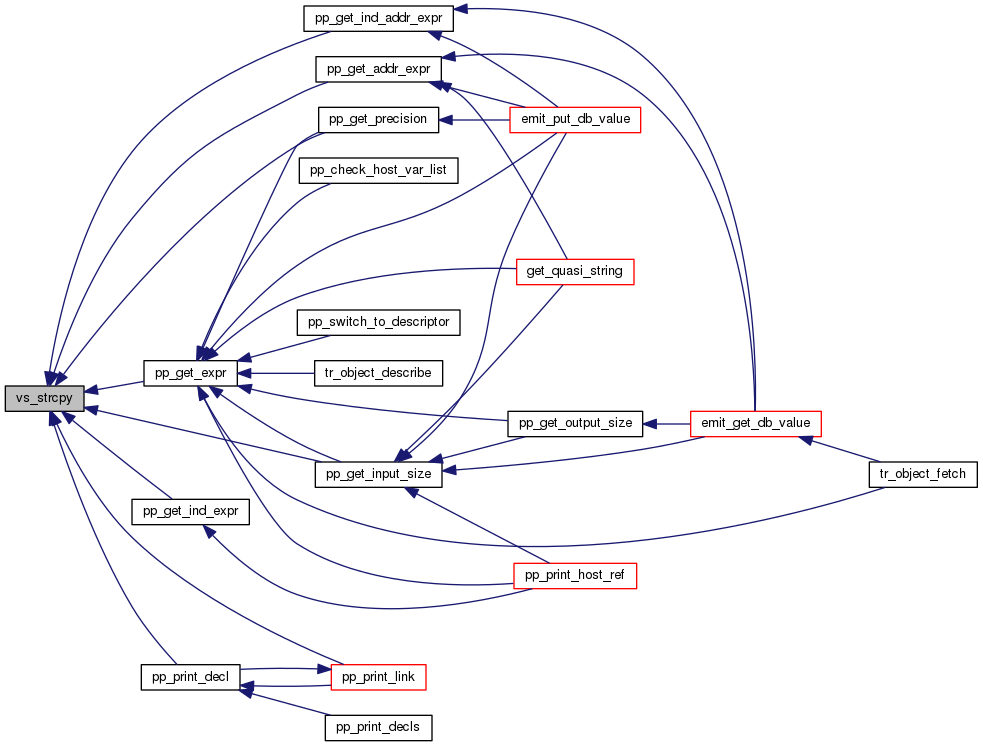 pp_get_ind_addr_expr
pp_get_addr_expr
pp_get_precision
emit_put_db_value
pp_check_host_var_list
get_quasi_string
pp_switch_to_descriptor
pp_get_expr
tr_object_describe
vs_strcpy
pp_get_output_size
emit_get_db_value
pp_get_input_size
tr_object_fetch
pp_get_ind_expr
pp_print_host_ref
pp_print_decl
pp_print_link
pp_print_decls